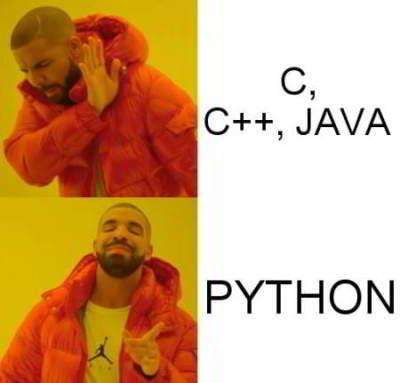 C,
C++, JAVA
PYTHON